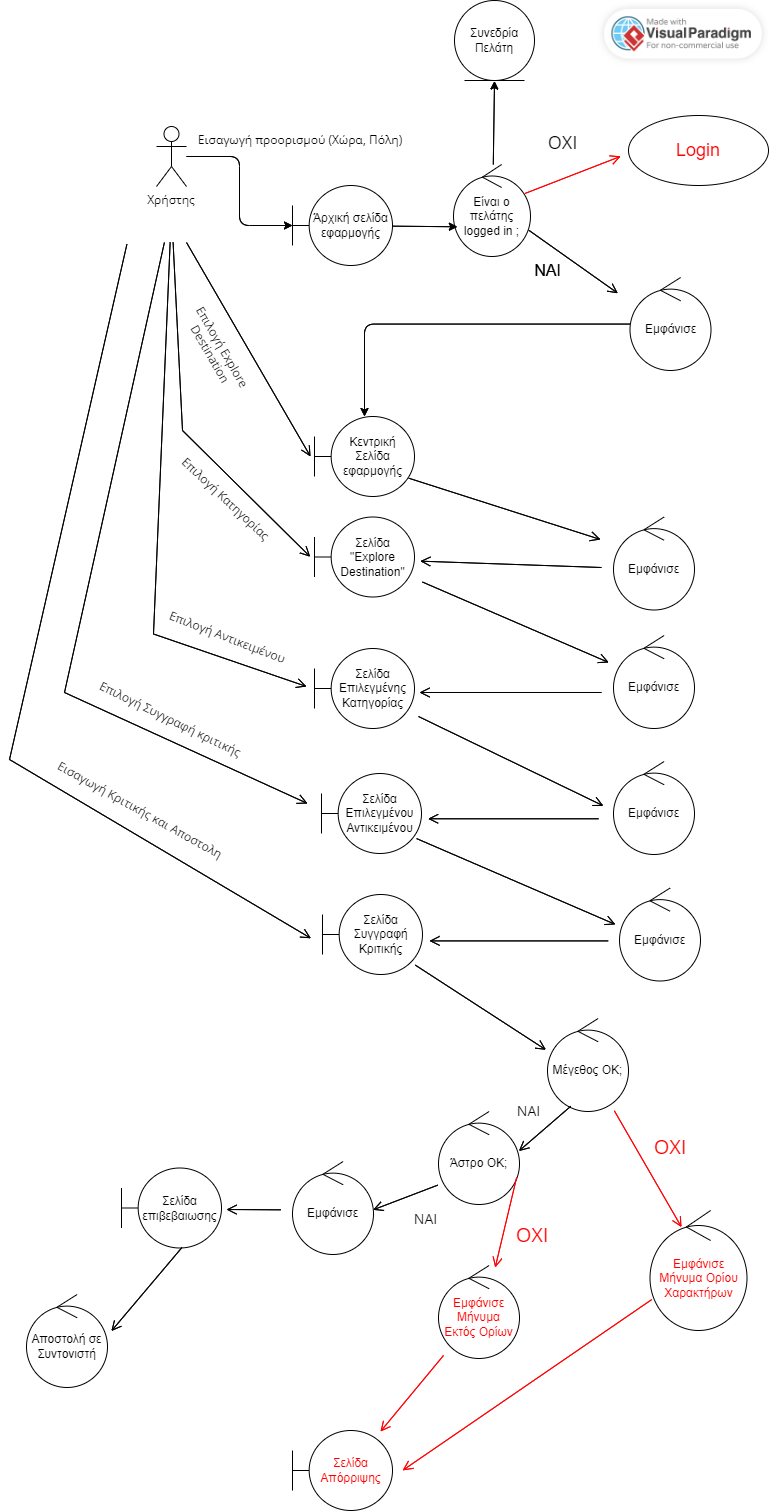 Συνεδρία
Πελάτη
Made with
VisualParadigm
For non-commercial use
Εισαγωγή προορισμού (Χώρα, Πόλη)
ΟΧΙ
Login
Χρήστης
Άρχική σελίδα
εφαρμογής
Είναι ο
πελάτης
logged in ;
ΝΑΙ
Εμφάνισε
Επιλογή Explore
Destination
Κεντρική
Σελίδα
εφαρμογής
Επιλογή Κατηγορίας
Σελίδα
"Explore
Destination"
Εμφάνισε
Επιλογή Αντικειμένου
Σελίδα
Επιλεγμένης
Κατηγορίας
Εμφάνισε
Επιλογή Συγγραφή κριτικής
Σελίδα
Επιλεγμένου
Αντικειμένου
Εμφάνισε
Εισαγωγή Κριτικής και Αποστολη
Σελίδα
Συγγραφή
Κριτικής
Εμφάνισε
Μέγεθος ΟΚ;
ΝΑΙ
ΟΧΙ
Άστρο ΟΚ;
Σελίδα
επιβεβαιωσης
Εμφάνισε
ΝΑΙ
ΟΧΙ
Εμφάνισε
Μήνυμα Ορίου
Χαρακτήρων
Εμφάνισε
Μήνυμα
Εκτός Ορίων
Αποστολή σε
Συντονιστή
Σελίδα
Απόρριψης